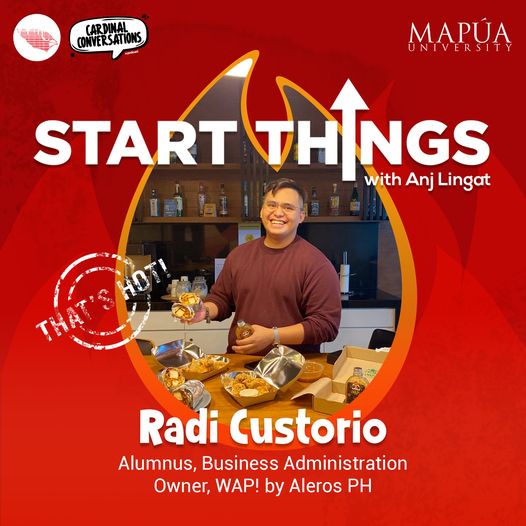 CARDINAL
CONVERSATIONS
MAPÚA
UNIVERSITY
START THINGS
with Anj Lingat
THAT'S HOT!
Radi Custorio
Alumnus, Business Administration
Owner, WAP! by Aleros PH